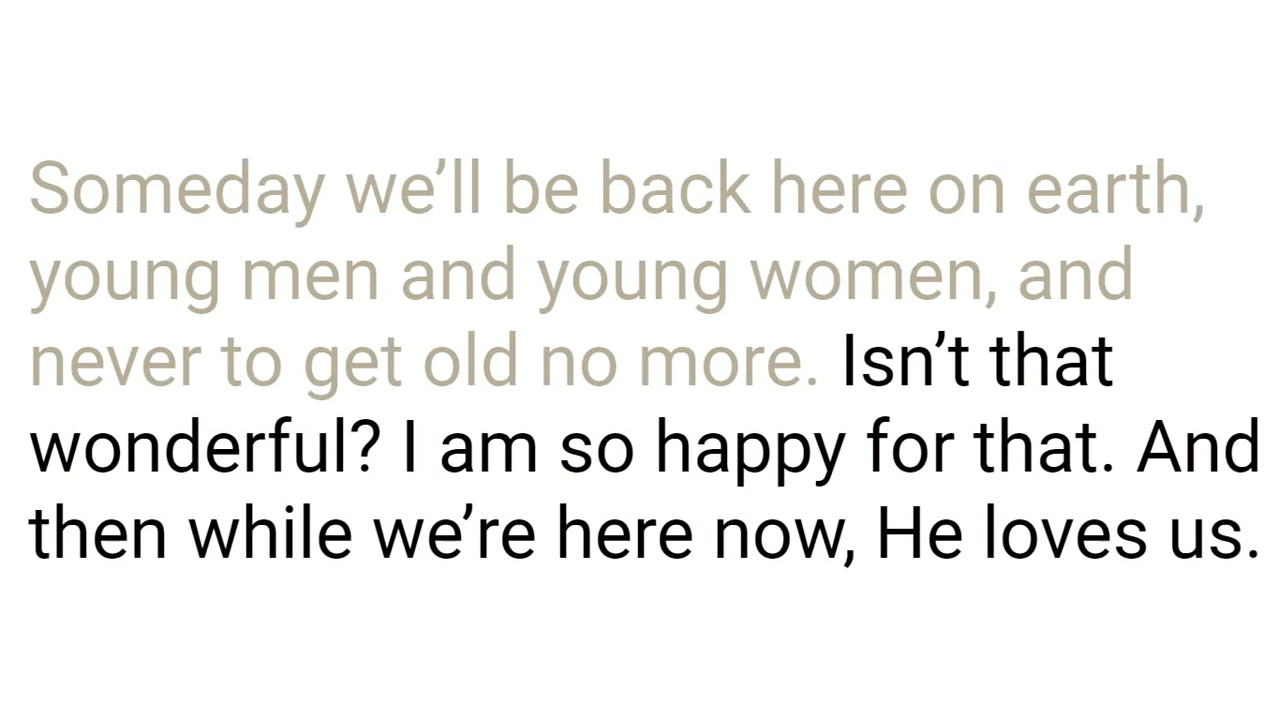 Someday we’ll be back here on earth,
young men and young women, and
never to get old no more. Isn’t that
wonderful? I am so happy for that. And
then while we’re here now, He loves us.